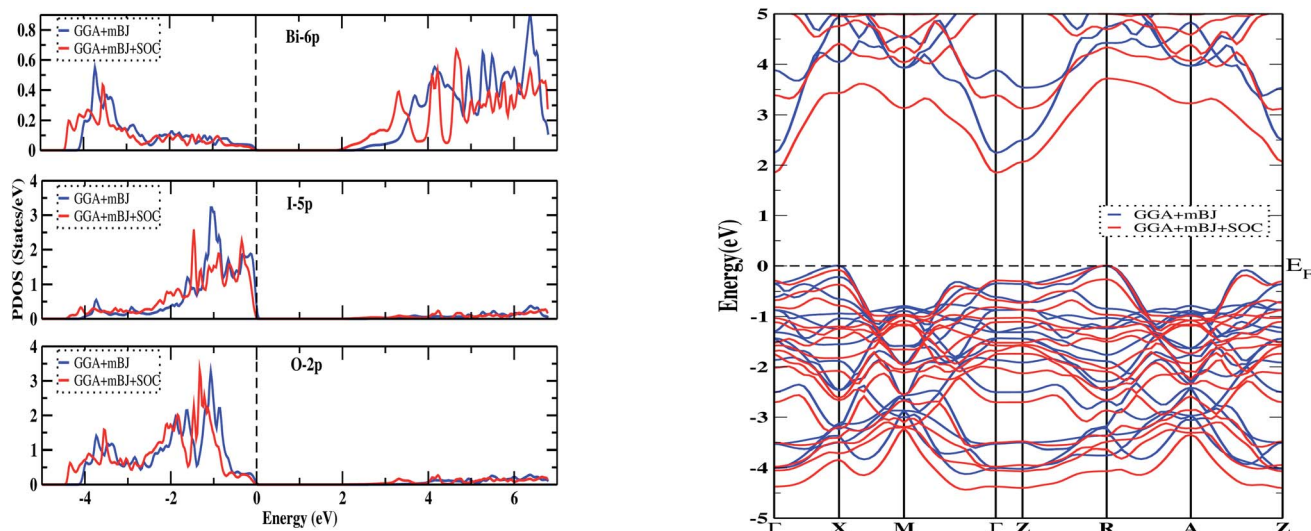 0.8
GGA+mBJ
GGA+mBJ+SOC
Bi-6p
0.6
0.4
0.2
0
4
GGA+mBJ
GGA+mBJ+SOC
I-5p
3
2
1
0
PDOS (States/eV)
4
GGA+mBJ
GGA+mBJ+SOC
O-2p
3
2
1
0
-4 -2 0 2 4 6
Energy (eV)
5
4
3
2
1
0
-1
-2
-3
-4
-5
Energy(eV)
GGA+mBJ
GGA+mBJ+SOC
E_F
Γ X M Γ Z R A Z